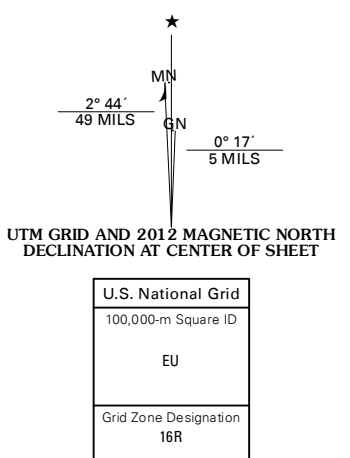 ★
MN
2° 44´
49 MILS
GN
0° 17´
5 MILS
UTM GRID AND 2012 MAGNETIC NORTH
DECLINATION AT CENTER OF SHEET
U.S. National Grid
100,000-m Square ID
EU
Grid Zone Designation
16R